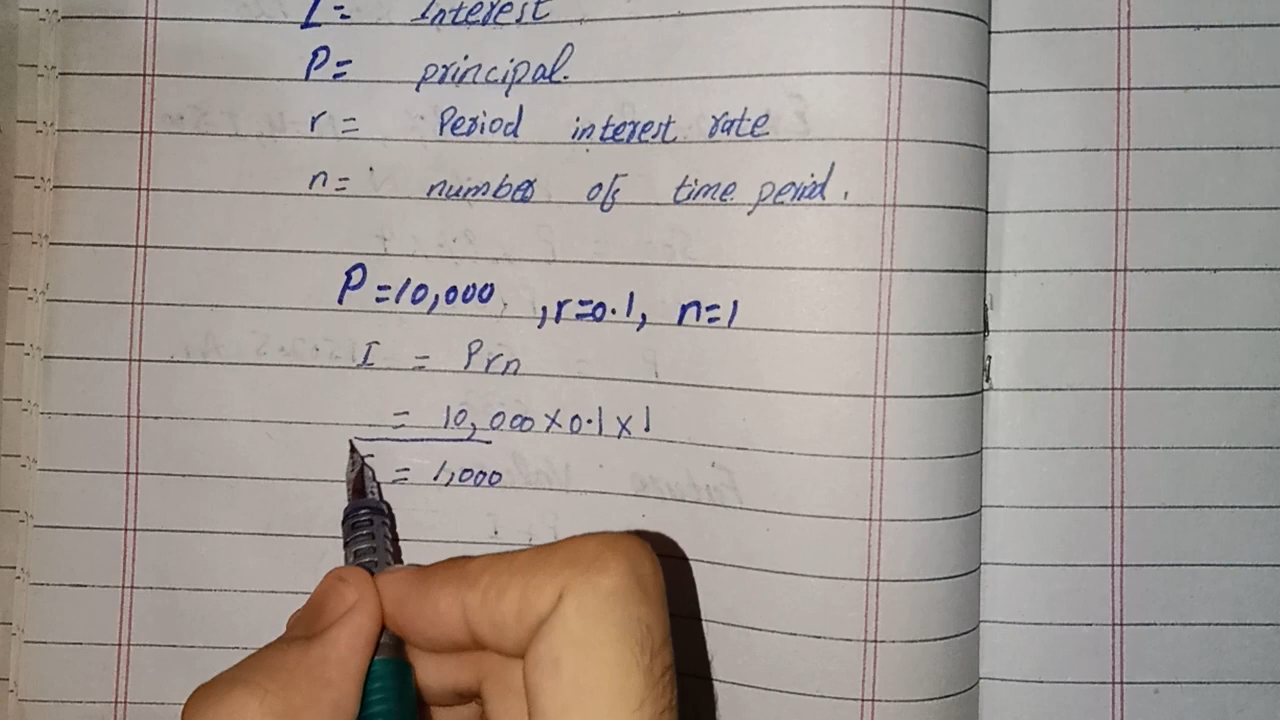 I = Interest
P = principal.
r = Period interest rate
n = number of time period.
P = 10,000, r = 0.1, n = 1
I = Prn
= 10,000 × 0.1 × 1
I = 1,000